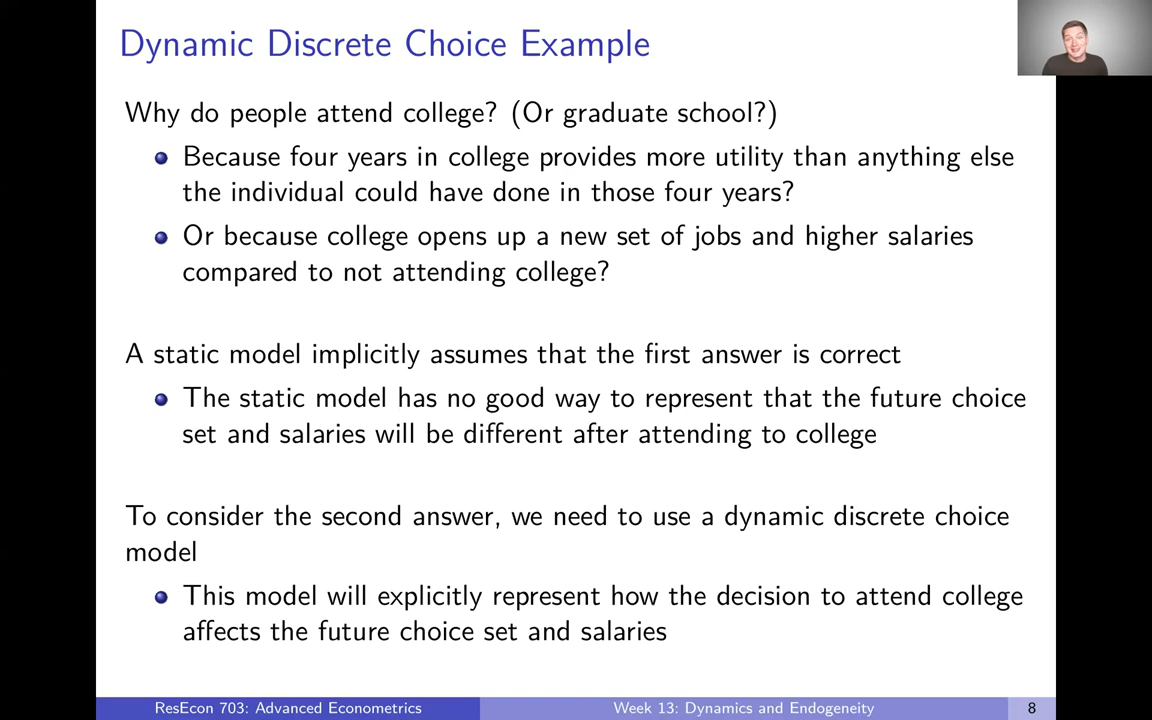 Dynamic Discrete Choice Example
Why do people attend college? (Or graduate school?)
Because four years in college provides more utility than anything else
the individual could have done in those four years?
Or because college opens up a new set of jobs and higher salaries
compared to not attending college?
A static model implicitly assumes that the first answer is correct
The static model has no good way to represent that the future choice
set and salaries will be different after attending to college
To consider the second answer, we need to use a dynamic discrete choice
model
This model will explicitly represent how the decision to attend college
affects the future choice set and salaries
ResEcon 703: Advanced Econometrics
Week 13: Dynamics and Endogeneity
8